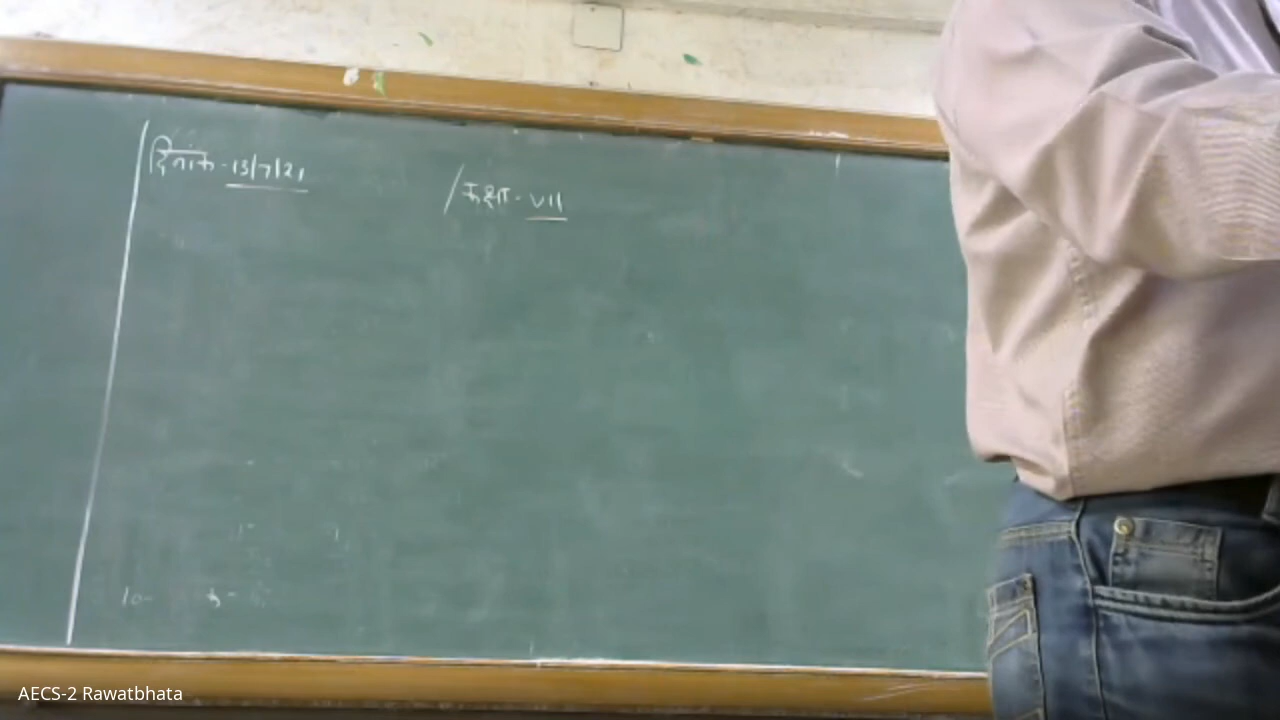 दिनांक - 13/7/21
/कक्षा - VII
AECS-2 Rawatbhata